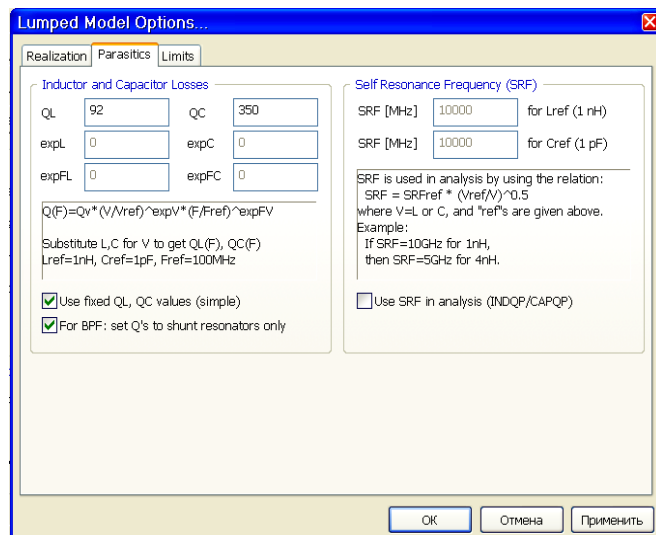 Lumped Model Options...
Realization Parasitics Limits
Inductor and Capacitor Losses
QL 92 QC 350
expL 0 expC 0
expFL 0 expFC 0
Q(F)=Qv*(V/Vref)^expV*(F/Fref)^expFV
Substitute L,C for V to get QL(F), QC(F)
Lref=1nH, Cref=1pF, Fref=100MHz
Use fixed QL, QC values (simple)
For BPF: set Q's to shunt resonators only
Self Resonance Frequency (SRF)
SRF [MHz] 10000 for Lref (1 nH)
SRF [MHz] 10000 for Cref (1 pF)
SRF is used in analysis by using the relation:
SRF = SRFref * (Vref/V)^0.5
where V=L or C, and "ref"s are given above.
Example:
If SRF=10GHz for 1nH,
then SRF=5GHz for 4nH.
Use SRF in analysis (INDQP/CAPQP)
ОК Отмена Применить